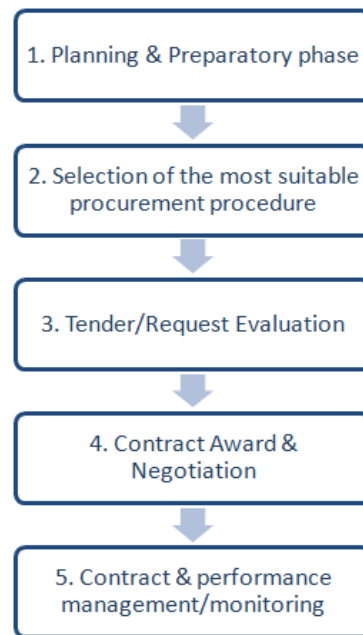 1. Planning & Preparatory phase
2. Selection of the most suitable
procurement procedure
3. Tender/Request Evaluation
4. Contract Award &
Negotiation
5. Contract & performance
management/monitoring